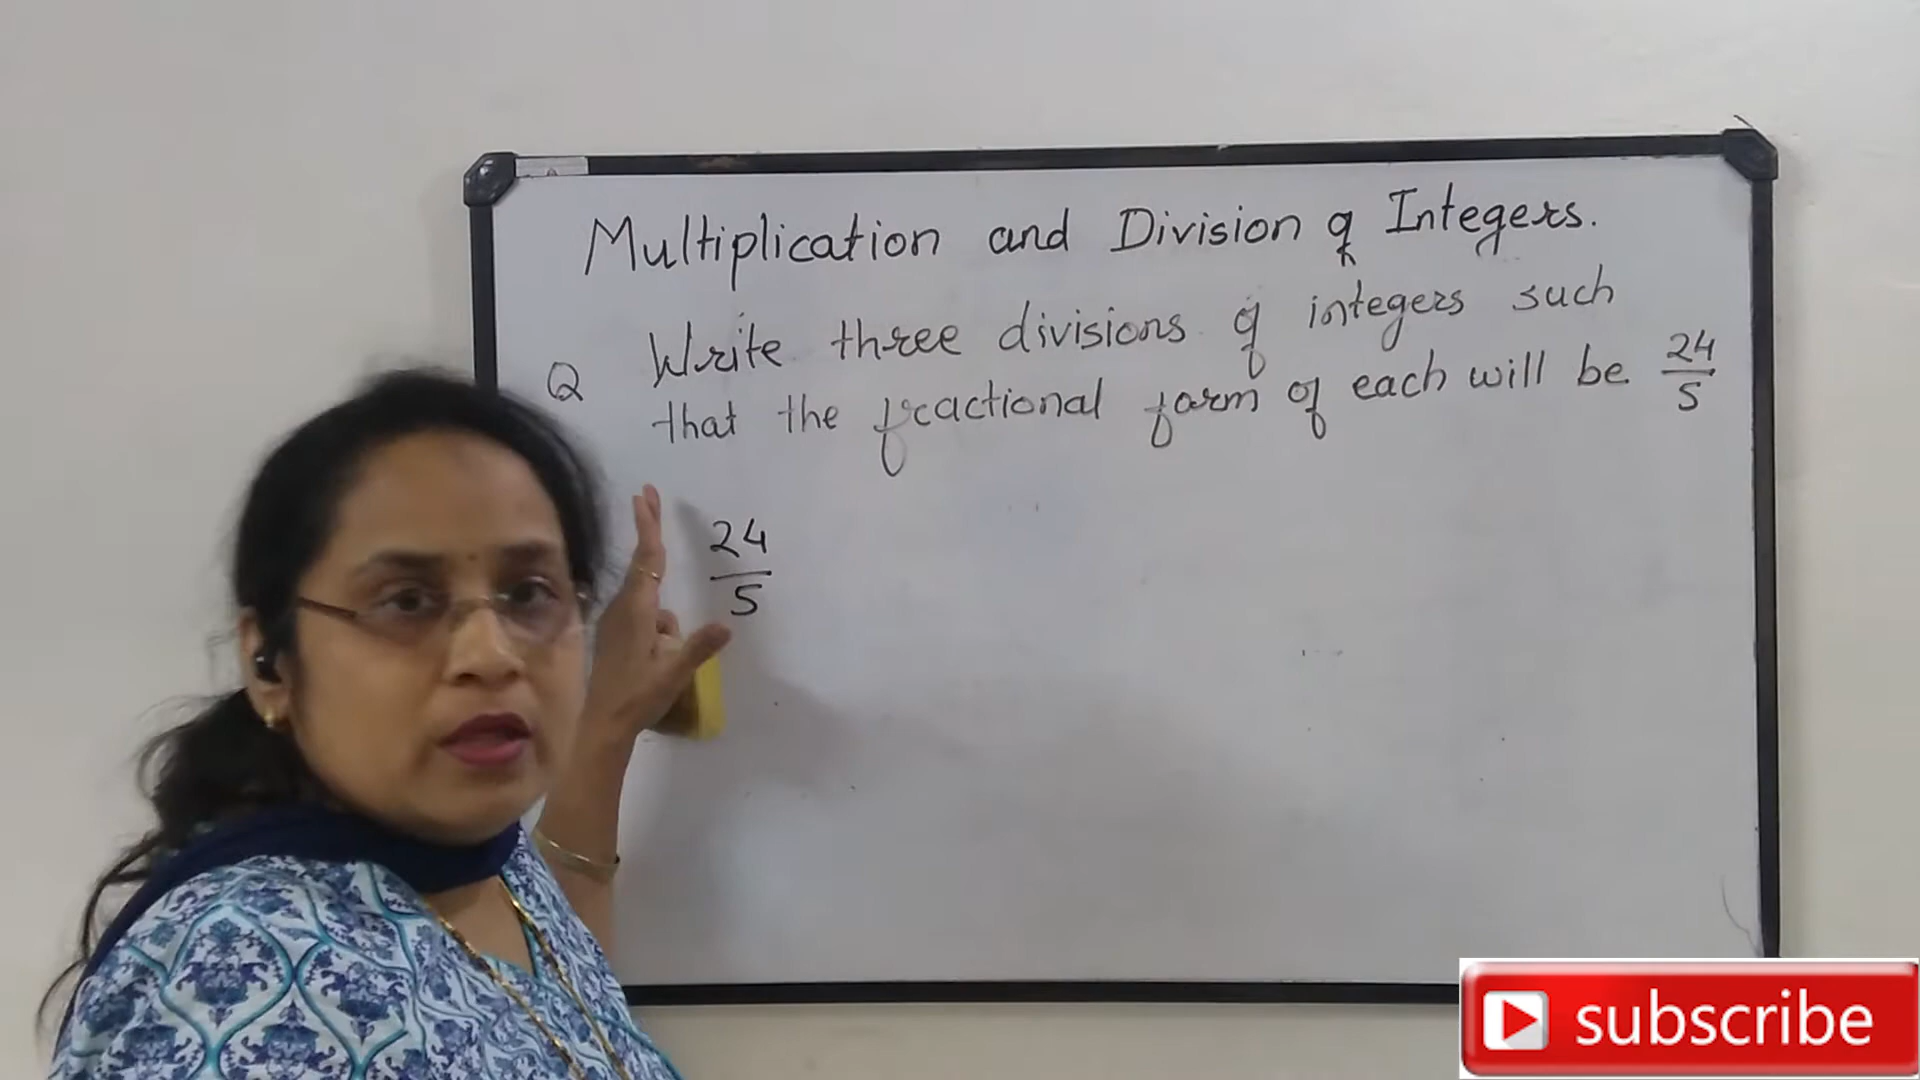 Multiplication and Division of Integers.
Q Write three divisions of integers such
that the fractional form of each will be 24/5
24/5
subscribe